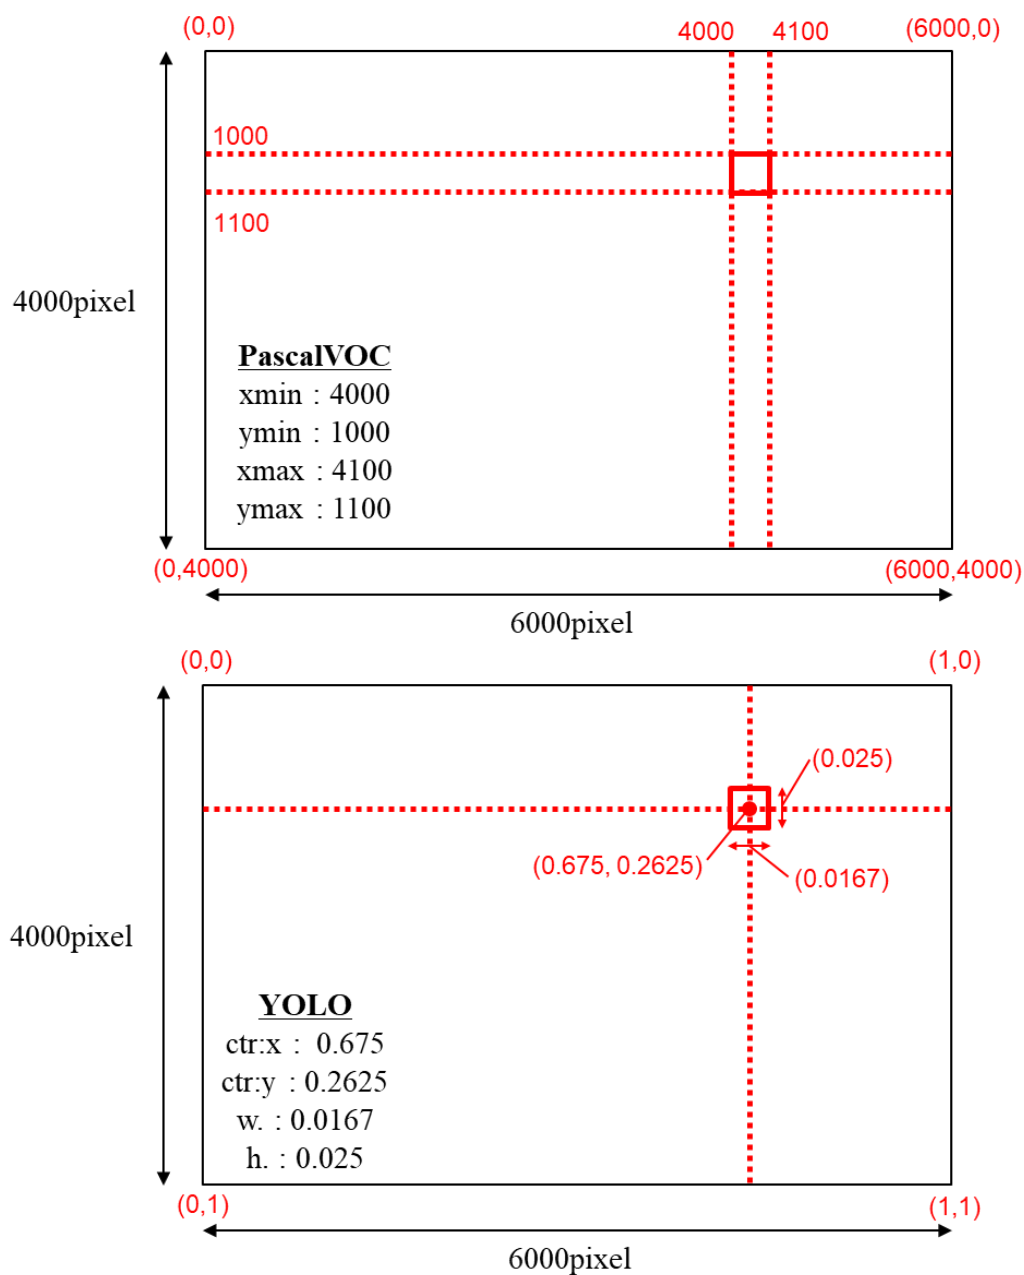 (0,0)
4000
4100
(6000,0)
1000
1100
4000pixel
PascalVOC
xmin : 4000
ymin : 1000
xmax : 4100
ymax : 1100
(0,4000)
(6000,4000)
6000pixel
(0,0)
(1,0)
(0.025)
(0.675, 0.2625)
(0.0167)
4000pixel
YOLO
ctr:x : 0.675
ctr:y : 0.2625
w. : 0.0167
h. : 0.025
(0,1)
(1,1)
6000pixel